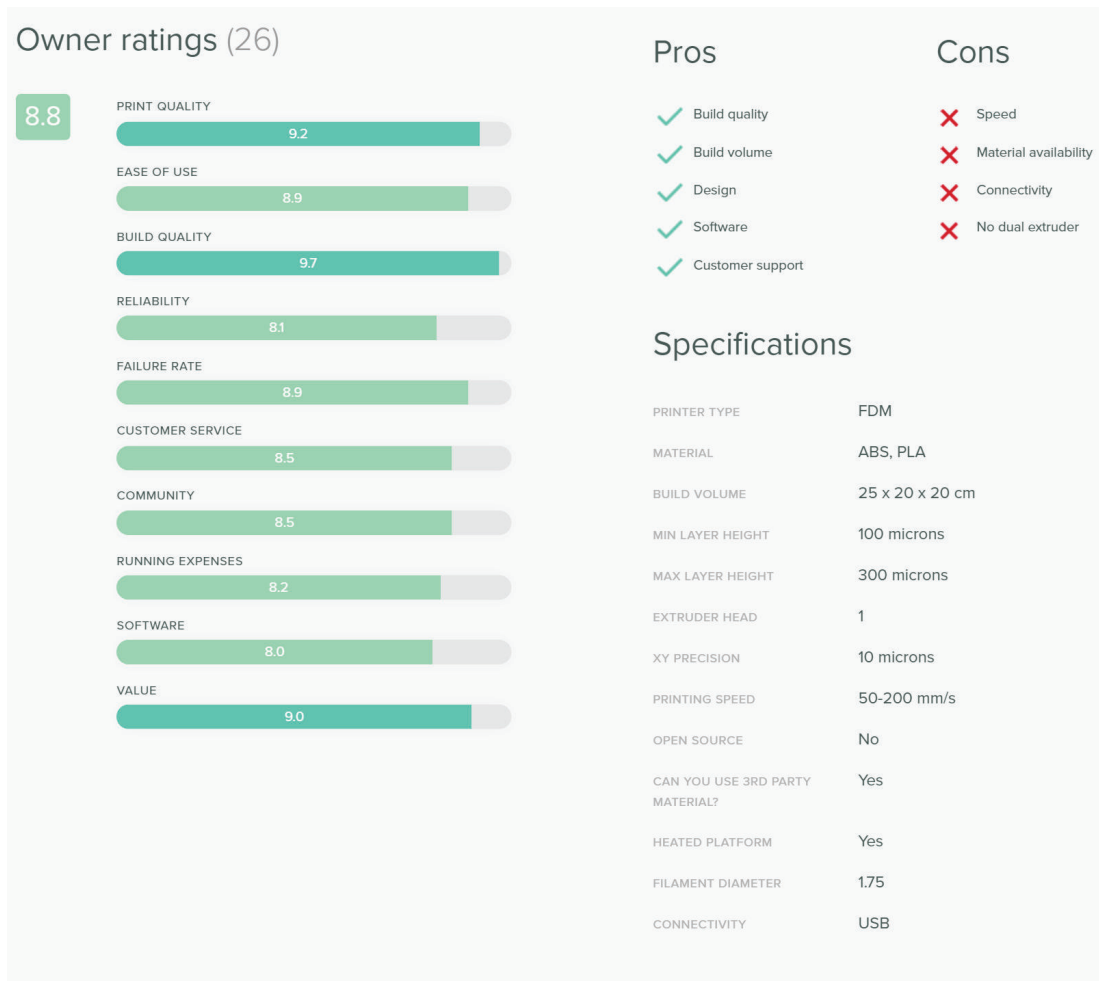 Owner ratings (26)
8.8
PRINT QUALITY
9.2
EASE OF USE
8.9
BUILD QUALITY
9.7
RELIABILITY
8.1
FAILURE RATE
8.9
CUSTOMER SERVICE
8.5
COMMUNITY
8.5
RUNNING EXPENSES
8.2
SOFTWARE
8.0
VALUE
9.0
Pros
Build quality
Build volume
Design
Software
Customer support
Cons
Speed
Material availability
Connectivity
No dual extruder
Specifications
PRINTER TYPE FDM
MATERIAL ABS, PLA
BUILD VOLUME 25 x 20 x 20 cm
MIN LAYER HEIGHT 100 microns
MAX LAYER HEIGHT 300 microns
EXTRUDER HEAD 1
XY PRECISION 10 microns
PRINTING SPEED 50-200 mm/s
OPEN SOURCE No
CAN YOU USE 3RD PARTY Yes
MATERIAL?
HEATED PLATFORM Yes
FILAMENT DIAMETER 1.75
CONNECTIVITY USB